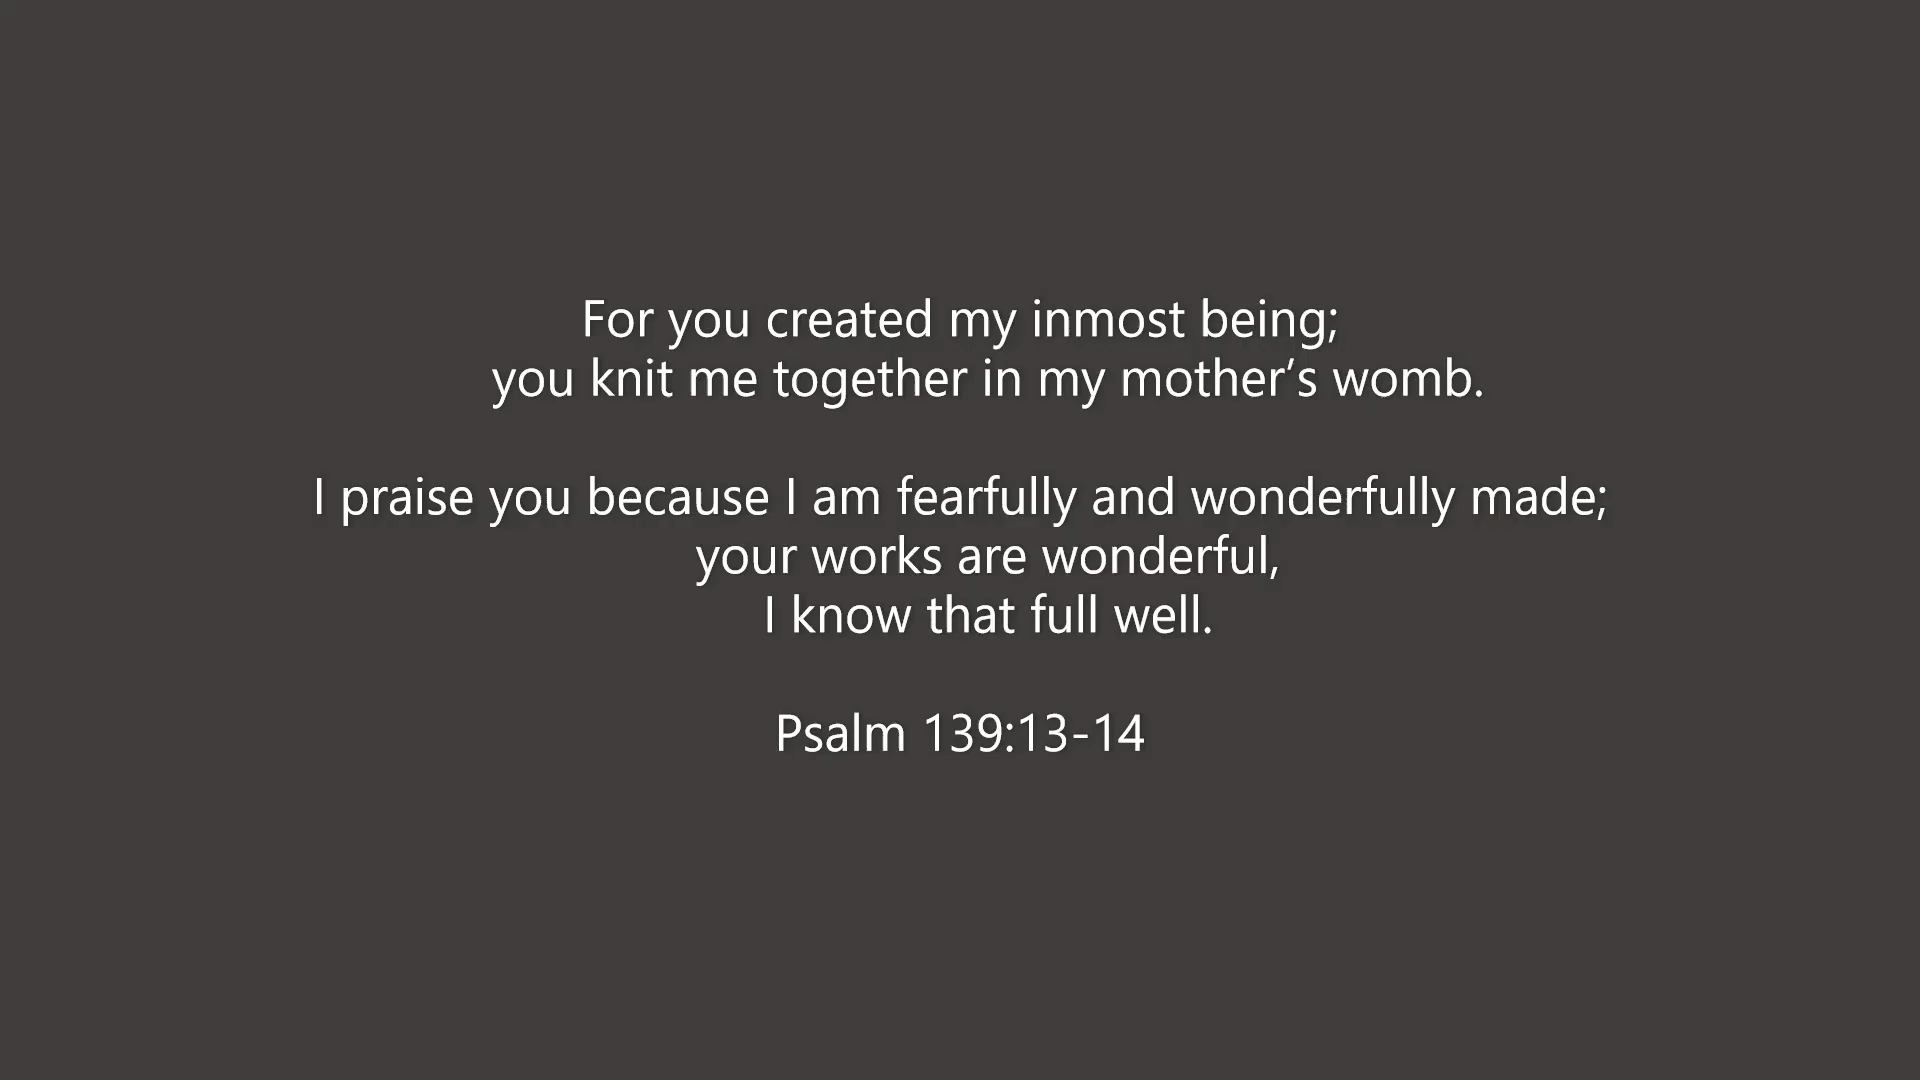 For you created my inmost being;
you knit me together in my mother’s womb.
I praise you because I am fearfully and wonderfully made;
your works are wonderful,
I know that full well.
Psalm 139:13-14